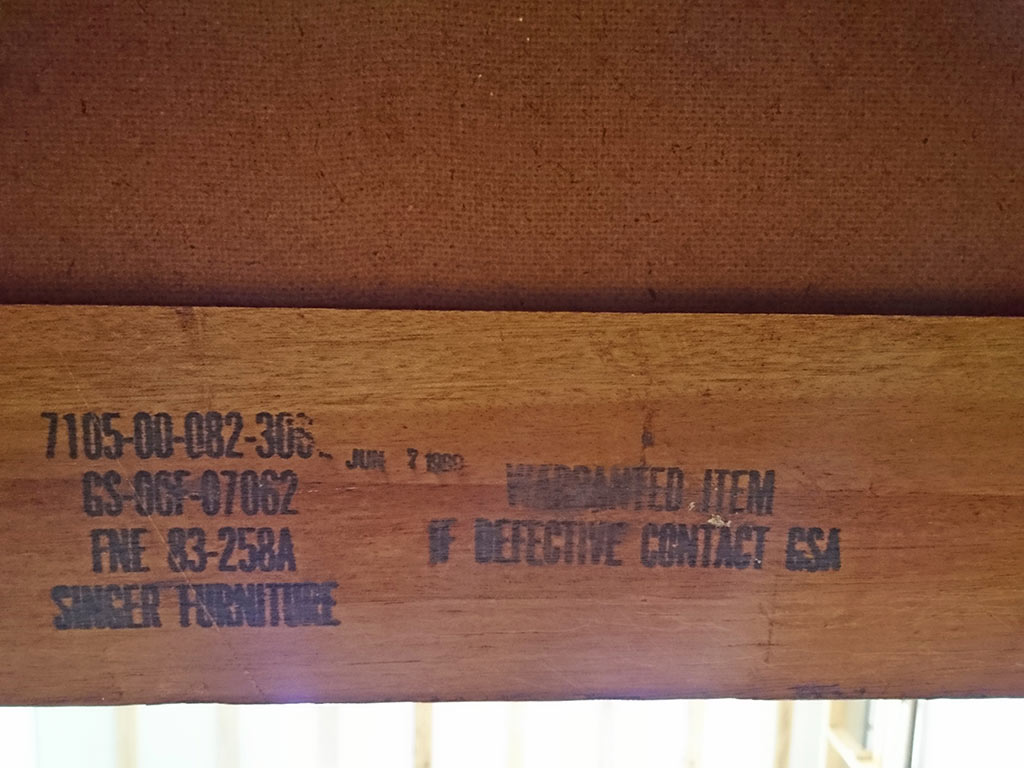 7105-00-082-308
GS-00F-07062
FNE 83-258A
SINGER FURNITURE
JUN 7
WARRANTED ITEM
IF DEFECTIVE CONTACT GSA